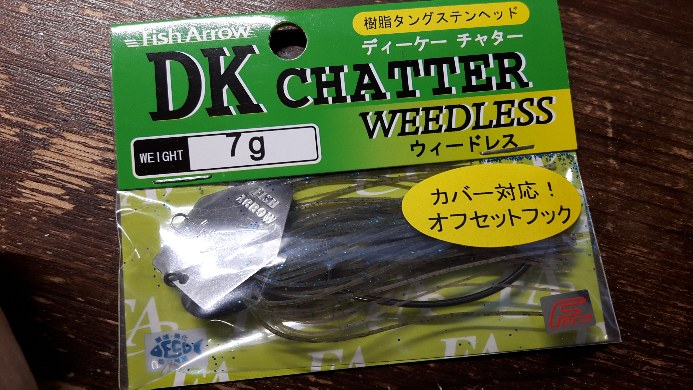 Fish Arrow
樹脂タングステンヘッド
ディーケー チャター
DK CHATTER
WEEDLESS
ウィードレス
WEIGHT 7g
カバー対応！
オフセットフック
FISH
ARROW
FA